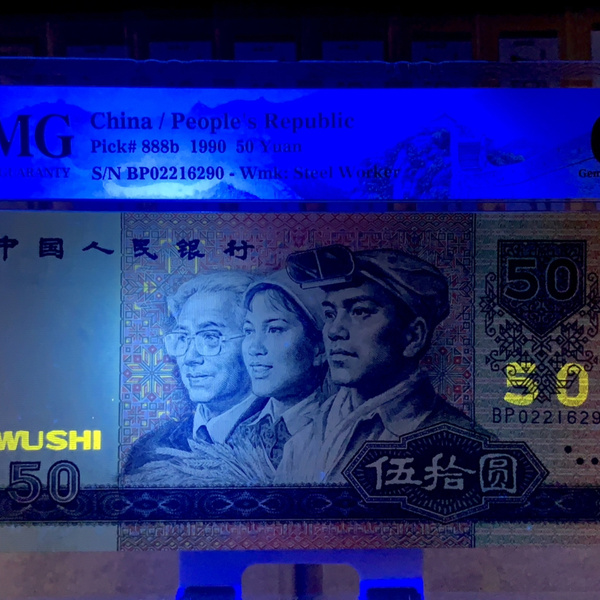 MG
China / People's Republic
Pick# 888b 1990 50 Yuan
S/N BP02216290 - Wmk: Steel Worker
Gem
中国人民银行
50
50
BP0221629
WUSHI
50
伍拾圆